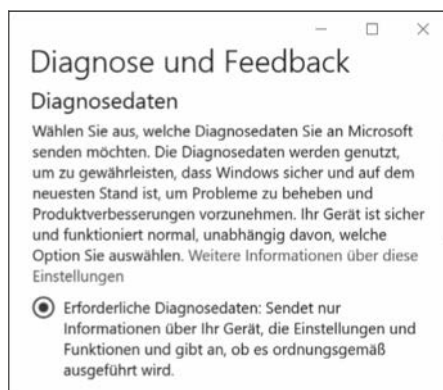 Diagnose und Feedback
Diagnosedaten
Wählen Sie aus, welche Diagnosedaten Sie an Microsoft
senden möchten. Die Diagnosedaten werden genutzt,
um zu gewährleisten, dass Windows sicher und auf dem
neuesten Stand ist, um Probleme zu beheben und
Produktverbesserungen vorzunehmen. Ihr Gerät ist sicher
und funktioniert normal, unabhängig davon, welche
Option Sie auswählen. Weitere Informationen über diese
Einstellungen
Erforderliche Diagnosedaten: Sendet nur
Informationen über Ihr Gerät, die Einstellungen und
Funktionen und gibt an, ob es ordnungsgemäß
ausgeführt wird.